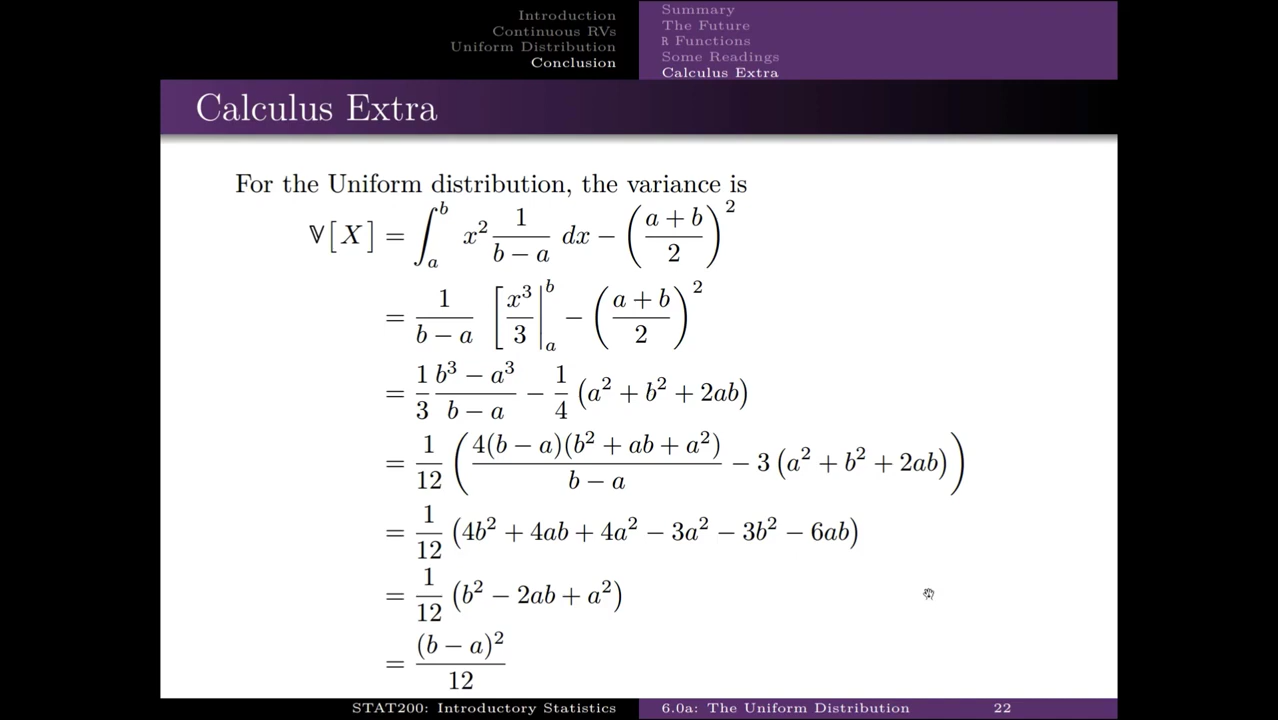 Introduction
Continuous RVs
Uniform Distribution
Conclusion
Summary
The Future
R Functions
Some Readings
Calculus Extra
Calculus Extra
For the Uniform distribution, the variance is
𝕍[X] = ∫_a^b x² 1/(b − a) dx − ((a + b)/2)²
= 1/(b − a) [x³/3|_a^b − ((a + b)/2)²
= 1/3 (b³ − a³)/(b − a) − 1/4 (a² + b² + 2ab)
= 1/12 (4(b − a)(b² + ab + a²)/(b − a) − 3 (a² + b² + 2ab))
= 1/12 (4b² + 4ab + 4a² − 3a² − 3b² − 6ab)
= 1/12 (b² − 2ab + a²)
= (b − a)²/12
STAT200: Introductory Statistics
6.0a: The Uniform Distribution
22